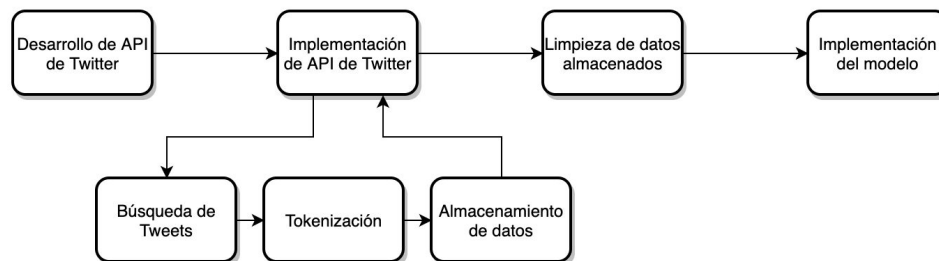 Desarrollo de API
de Twitter
Implementación
de API de Twitter
Limpieza de datos
almacenados
Implementación
del modelo
Búsqueda de
Tweets
Tokenización
Almacenamiento
de datos